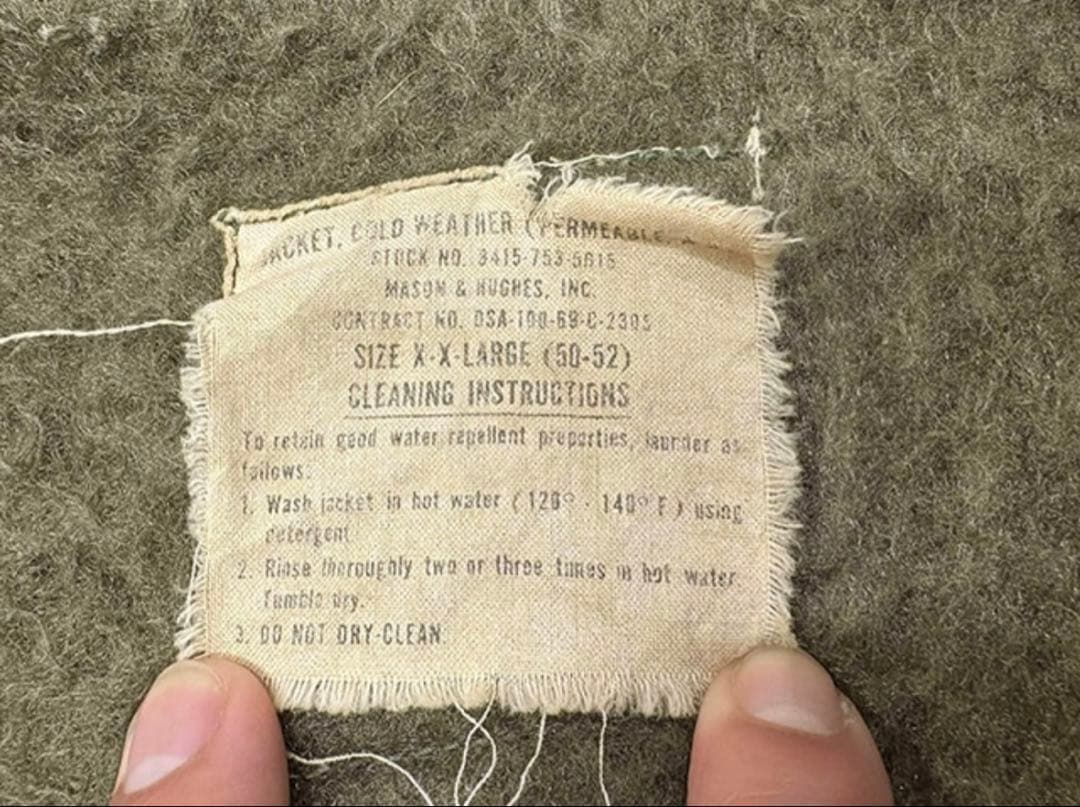 JACKET, COLD WEATHER (PERMEABLE,
STOCK NO. 8415-753-5615
MASON & HUGHES, INC.
CONTRACT NO. DSA-100-69-C-2305
SIZE X-X-LARGE (50-52)
CLEANING INSTRUCTIONS
To retain good water repellent properties, launder as
follows:
1. Wash jacket in hot water (120° - 140° F) using
detergent
2. Rinse thoroughly two or three times in hot water
Tumble dry.
3. DO NOT DRY-CLEAN